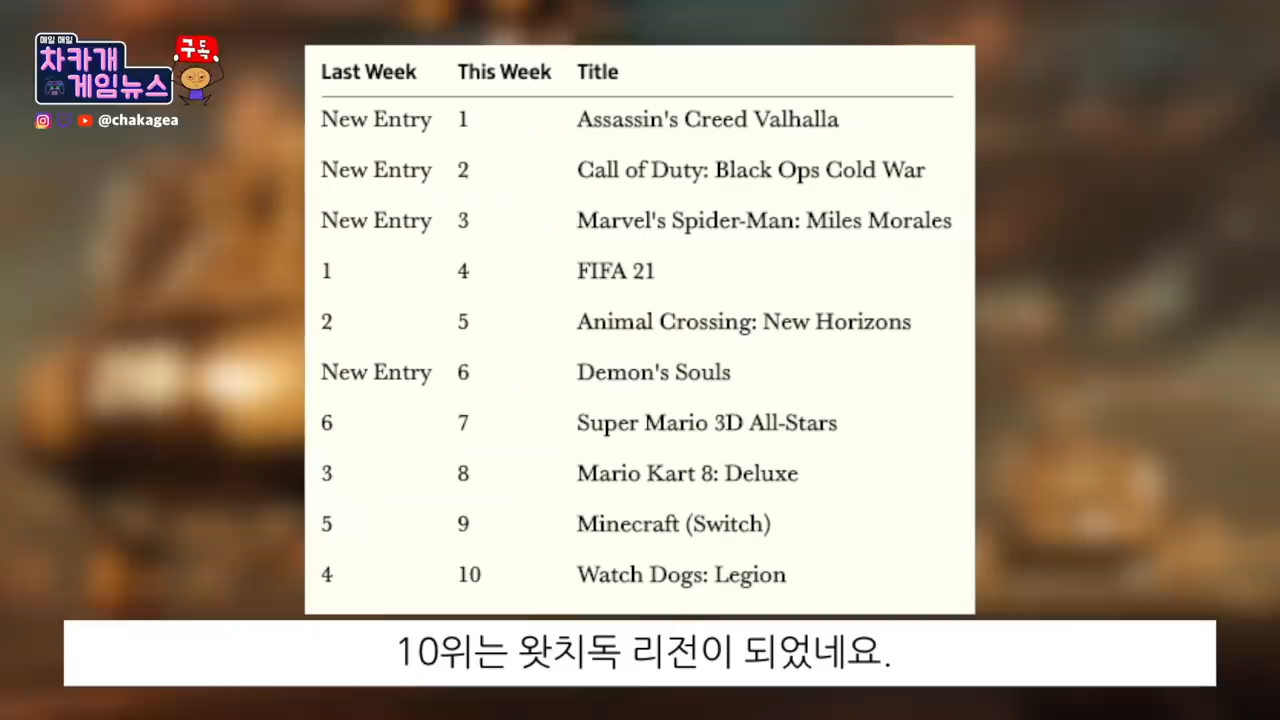 매일 매일
차카개
게임뉴스
구독
@chakagea
Last Week This Week Title
New Entry 1 Assassin's Creed Valhalla
New Entry 2 Call of Duty: Black Ops Cold War
New Entry 3 Marvel's Spider-Man: Miles Morales
1 4 FIFA 21
2 5 Animal Crossing: New Horizons
New Entry 6 Demon's Souls
6 7 Super Mario 3D All-Stars
3 8 Mario Kart 8: Deluxe
5 9 Minecraft (Switch)
4 10 Watch Dogs: Legion
10위는 왓치독 리전이 되었네요.